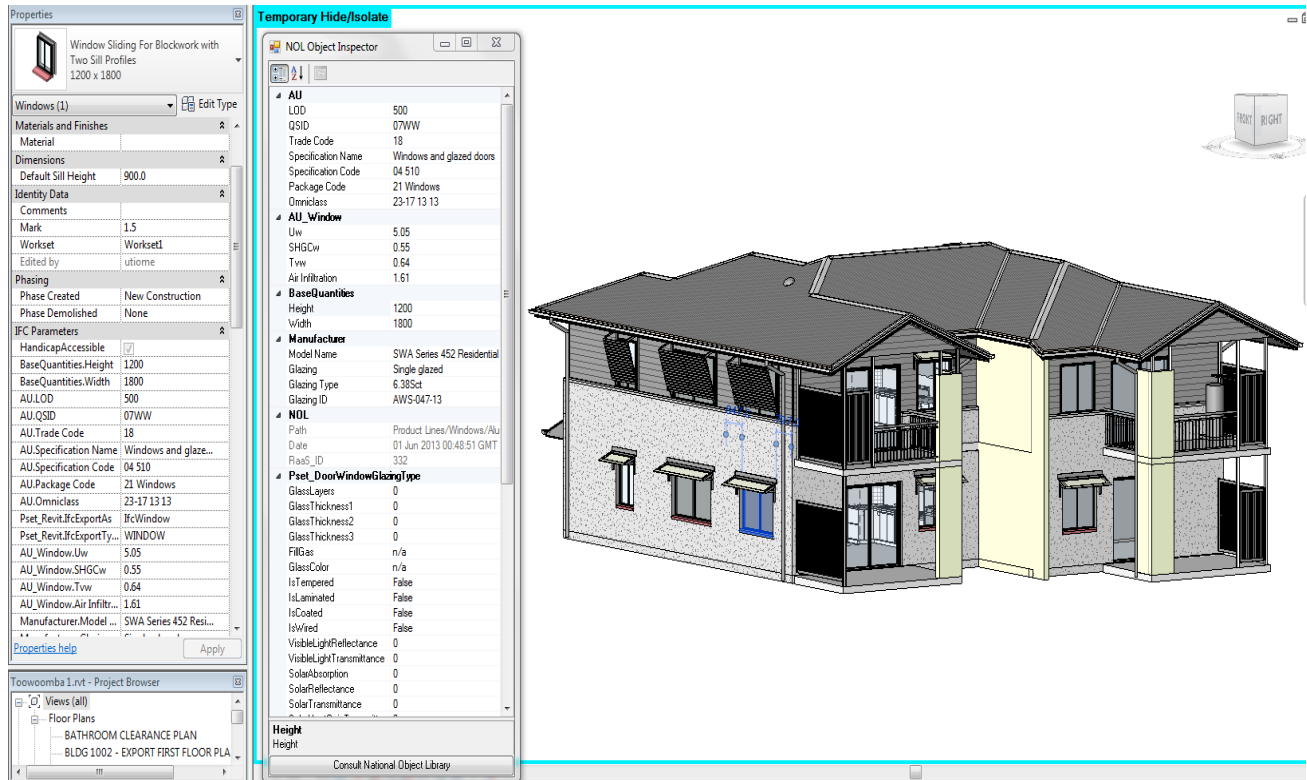 Properties
Window Sliding For Blockwork with
Two Sill Profiles
1200 x 1800
Windows (1)
Edit Type
Materials and Finishes
Material
Dimensions
Default Sill Height 900.0
Identity Data
Comments
Mark 1.5
Workset Workset1
Edited by utiome
Phasing
Phase Created New Construction
Phase Demolished None
IFC Parameters
HandicapAccessible
BaseQuantities.Height 1200
BaseQuantities.Width 1800
AU.LOD 500
AU.QSID 07WW
AU.Trade Code 18
AU.Specification Name Windows and glaze...
AU.Specification Code 04 510
AU.Package Code 21 Windows
AU.Omniclass 23-17 13 13
Pset_Revit.IfcExportAs IfcWindow
Pset_Revit.IfcExportTy... WINDOW
AU_Window.Uw 5.05
AU_Window.SHGCw 0.55
AU_Window.Tvw 0.64
AU_Window.Air Infiltr... 1.61
Manufacturer.Model ... SWA Series 452 Resi...
Properties help
Apply
Toowoomba 1.rvt - Project Browser
Views (all)
Floor Plans
BATHROOM CLEARANCE PLAN
BLDG 1002 - EXPORT FIRST FLOOR PLA
Temporary Hide/Isolate
NOL Object Inspector
AU
LOD 500
QSID 07WW
Trade Code 18
Specification Name Windows and glazed doors
Specification Code 04 510
Package Code 21 Windows
Omniclass 23-17 13 13
AU_Window
Uw 5.05
SHGCw 0.55
Tvw 0.64
Air Infiltration 1.61
BaseQuantities
Height 1200
Width 1800
Manufacturer
Model Name SWA Series 452 Residential
Glazing Single glazed
Glazing Type 6.38Sct
Glazing ID AWS-047-13
NOL
Path Product Lines/Windows/Alu
Date 01 Jun 2013 00:48:51 GMT
RaaS_ID 332
Pset_DoorWindowGlazingType
GlassLayers 0
GlassThickness1 0
GlassThickness2 0
GlassThickness3 0
FillGas n/a
GlassColor n/a
IsTempered False
IsLaminated False
IsCoated False
IsWired False
VisibleLightReflectance 0
VisibleLightTransmittance 0
SolarAbsorption 0
SolarReflectance 0
SolarTransmittance 0
Height
Height
Consult National Object Library
FRONT RIGHT